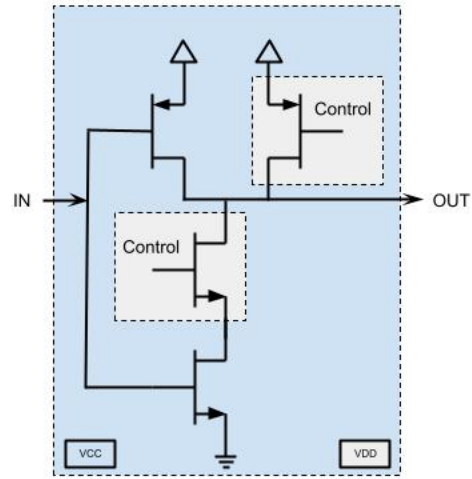 Control
IN
OUT
Control
VCC
VDD